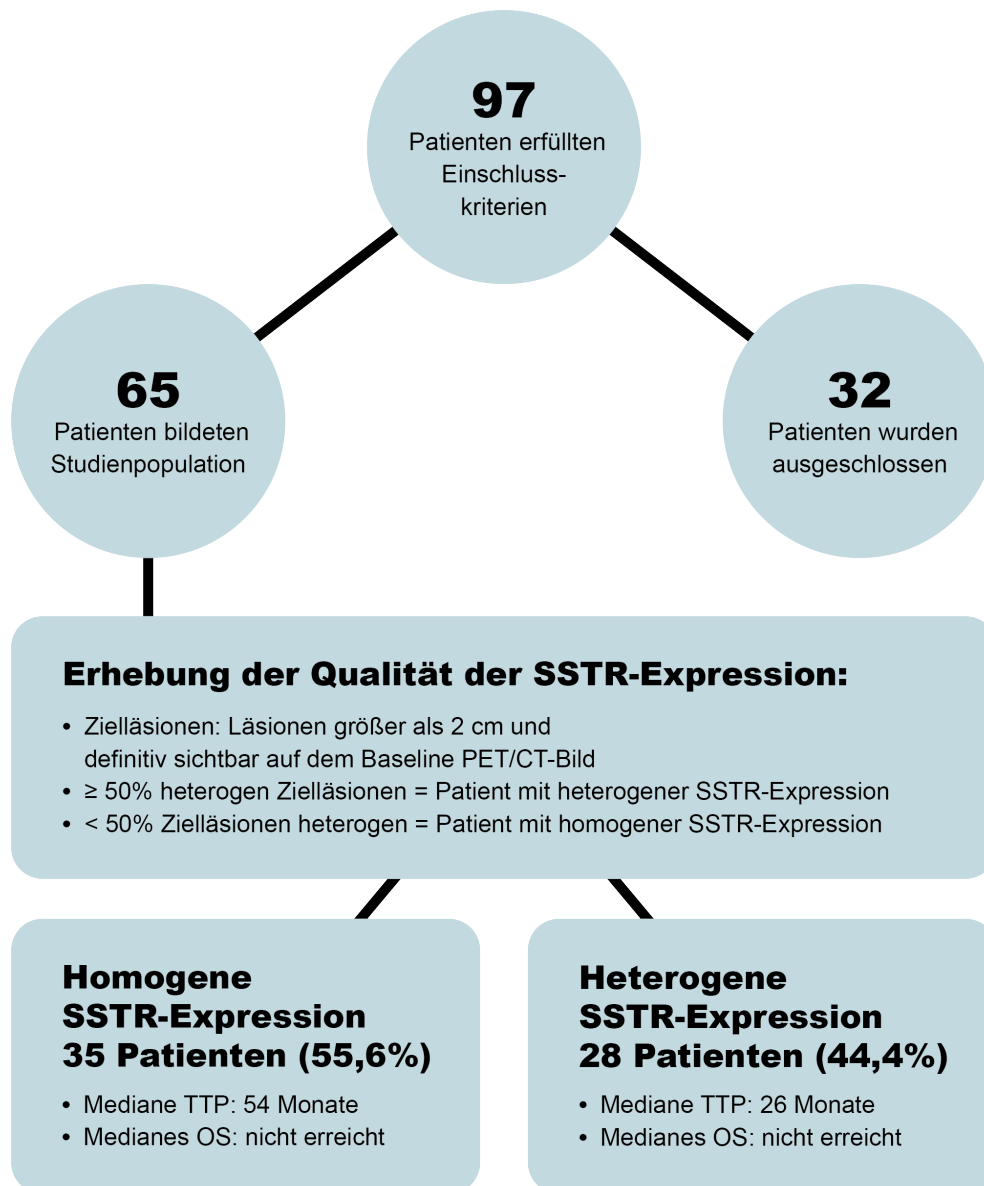 97
Patienten erfüllten
Einschluss-
kriterien
65
Patienten bildeten
Studienpopulation
32
Patienten wurden
ausgeschlossen
Erhebung der Qualität der SSTR-Expression:
• Zielläsionen: Läsionen größer als 2 cm und
definitiv sichtbar auf dem Baseline PET/CT-Bild
• ≥ 50% heterogen Zielläsionen = Patient mit heterogener SSTR-Expression
• < 50% Zielläsionen heterogen = Patient mit homogener SSTR-Expression
Homogene
SSTR-Expression
35 Patienten (55,6%)
• Mediane TTP: 54 Monate
• Medianes OS: nicht erreicht
Heterogene
SSTR-Expression
28 Patienten (44,4%)
• Mediane TTP: 26 Monate
• Medianes OS: nicht erreicht